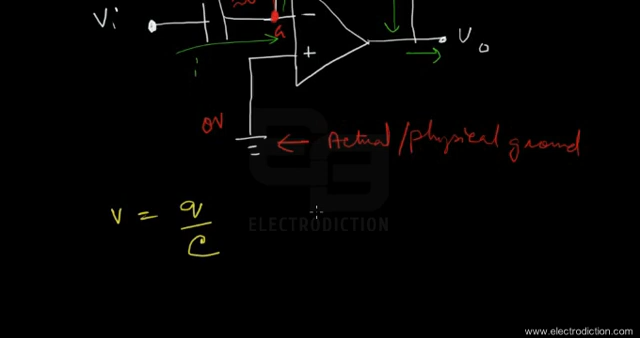 Vi
a
−
i
+
Vo
0V
← Actual/physical ground
V = q/C
ELECTRODICTION
www.electrodiction.com